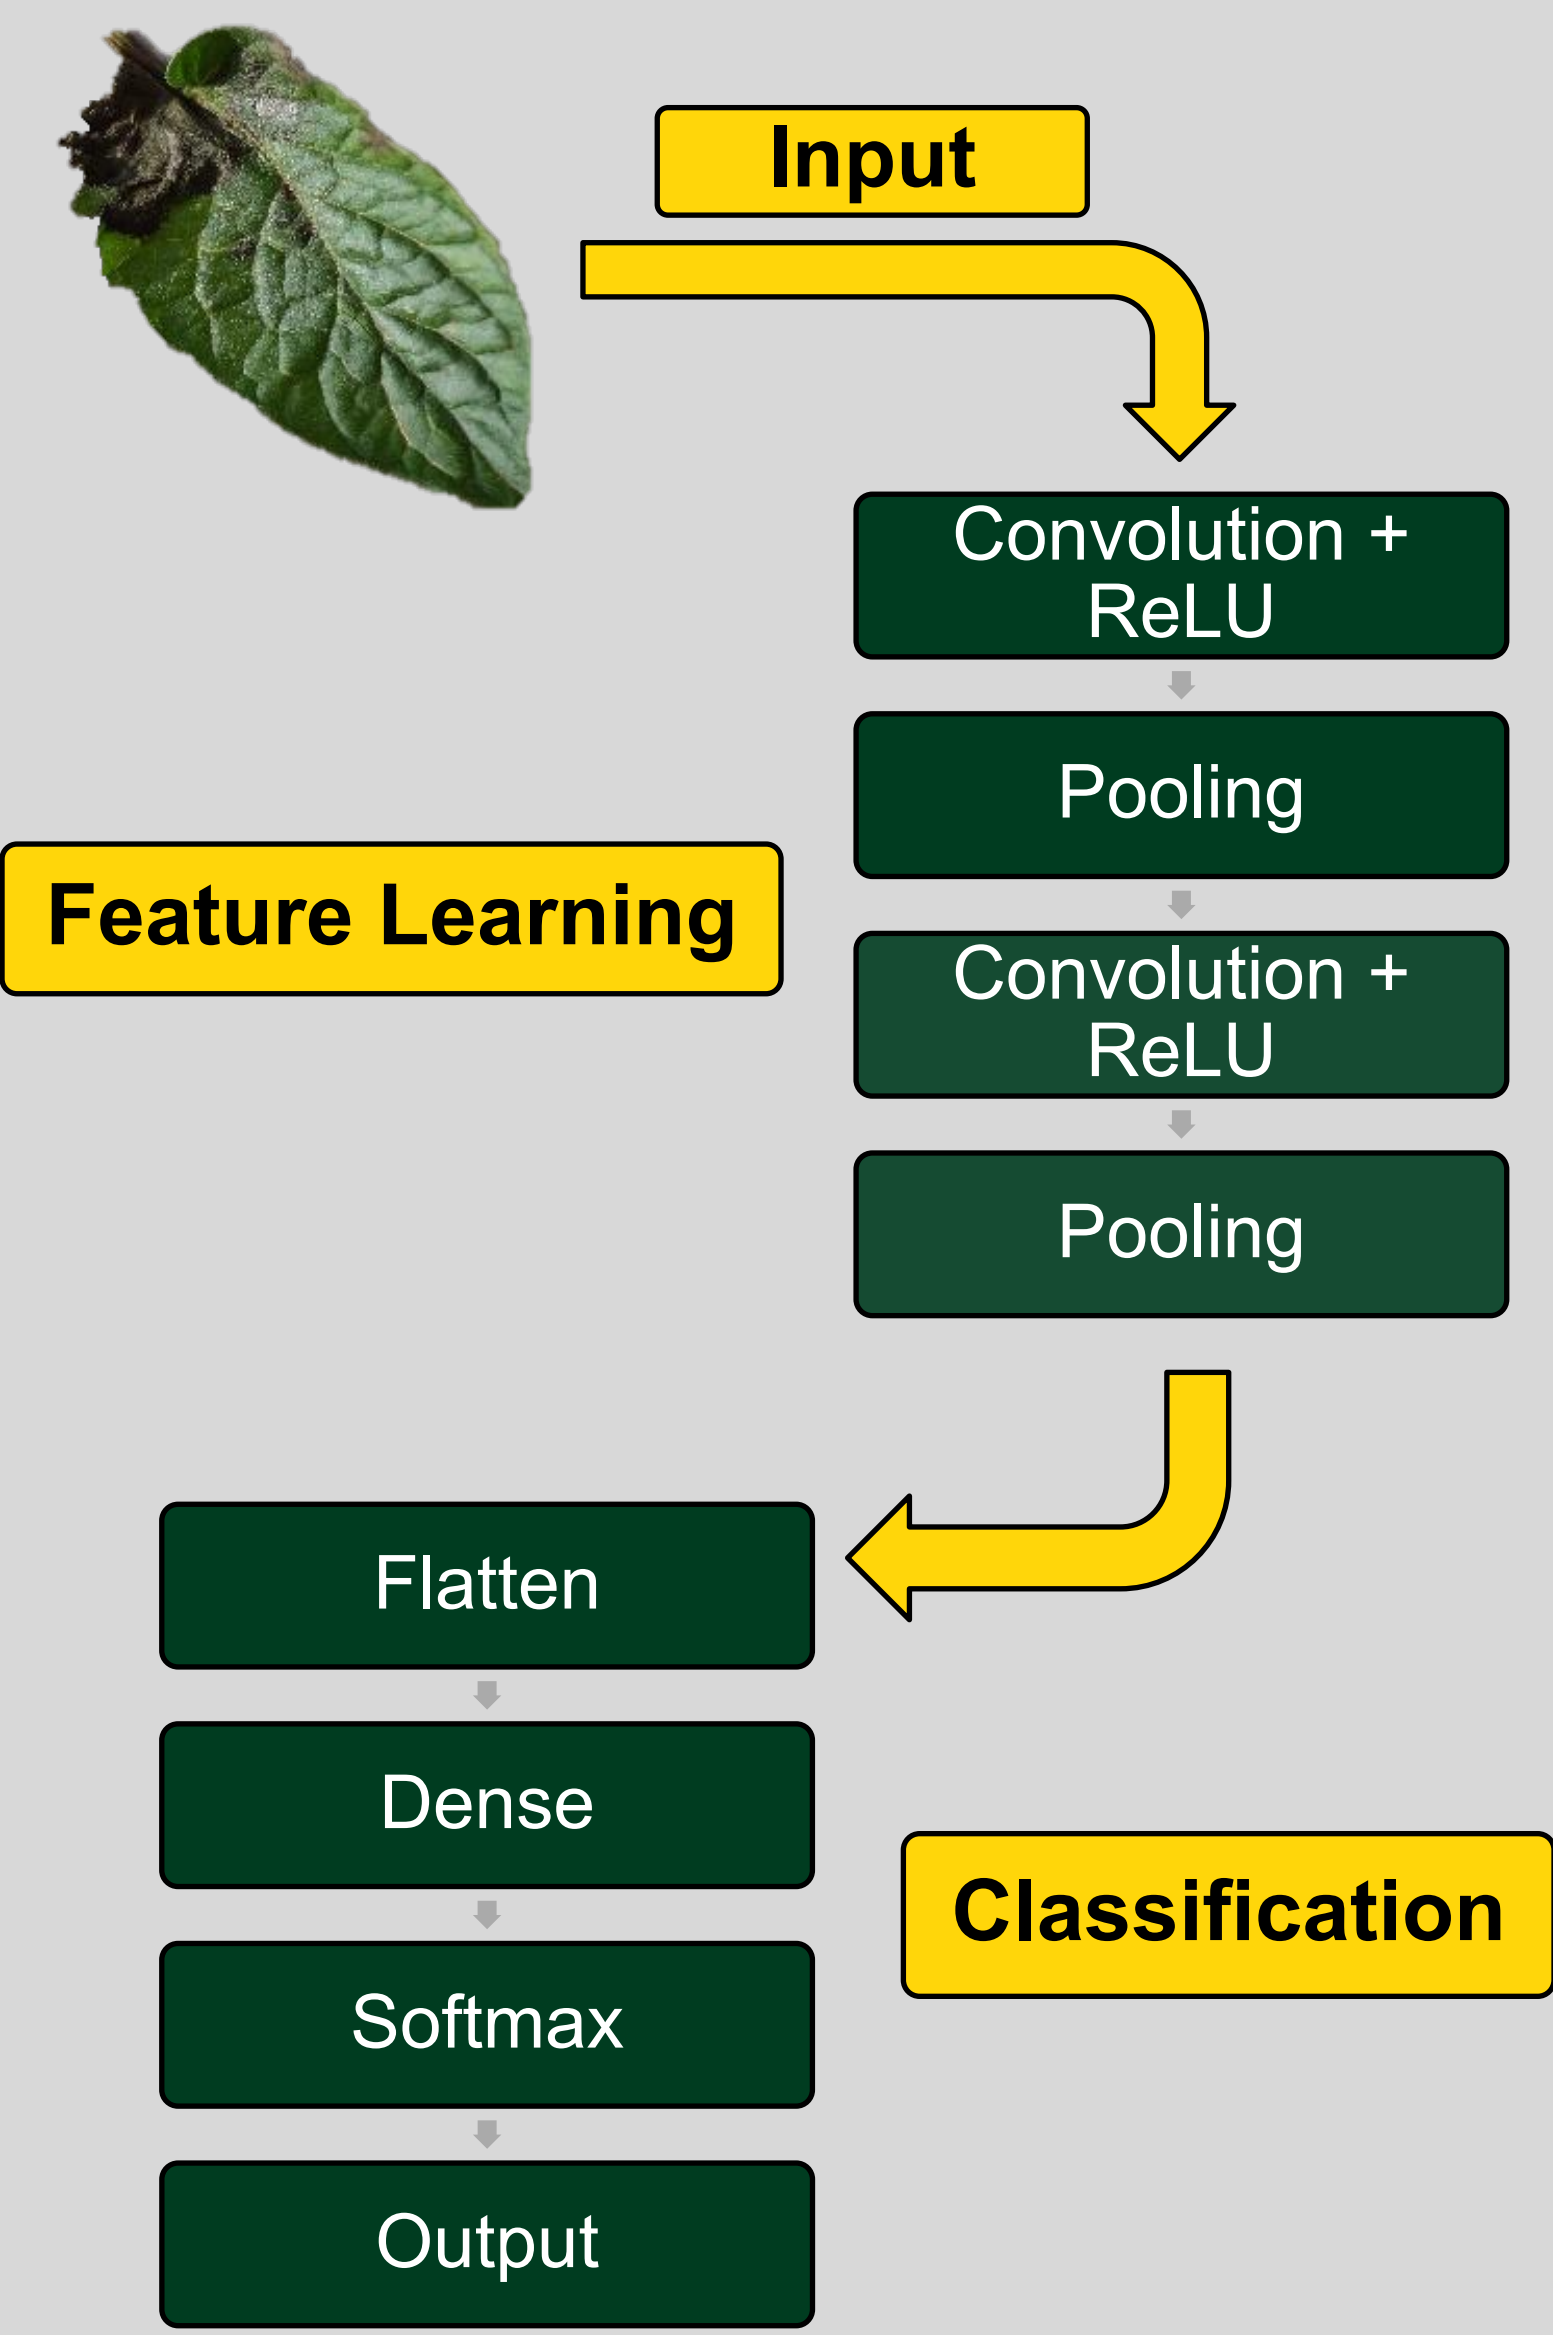 Input
Convolution +
ReLU
Pooling
Feature Learning
Convolution +
ReLU
Pooling
Flatten
Dense
Classification
Softmax
Output